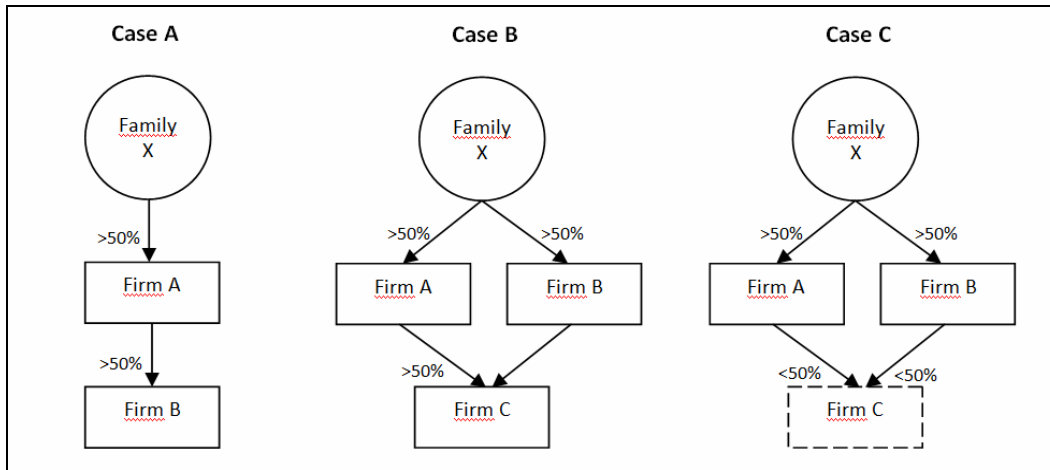 Case A
Family
X
>50%
Firm A
>50%
Firm B
Case B
Family
X
>50%
>50%
Firm A
Firm B
>50%
Firm C
Case C
Family
X
>50%
>50%
Firm A
Firm B
<50%
<50%
Firm C